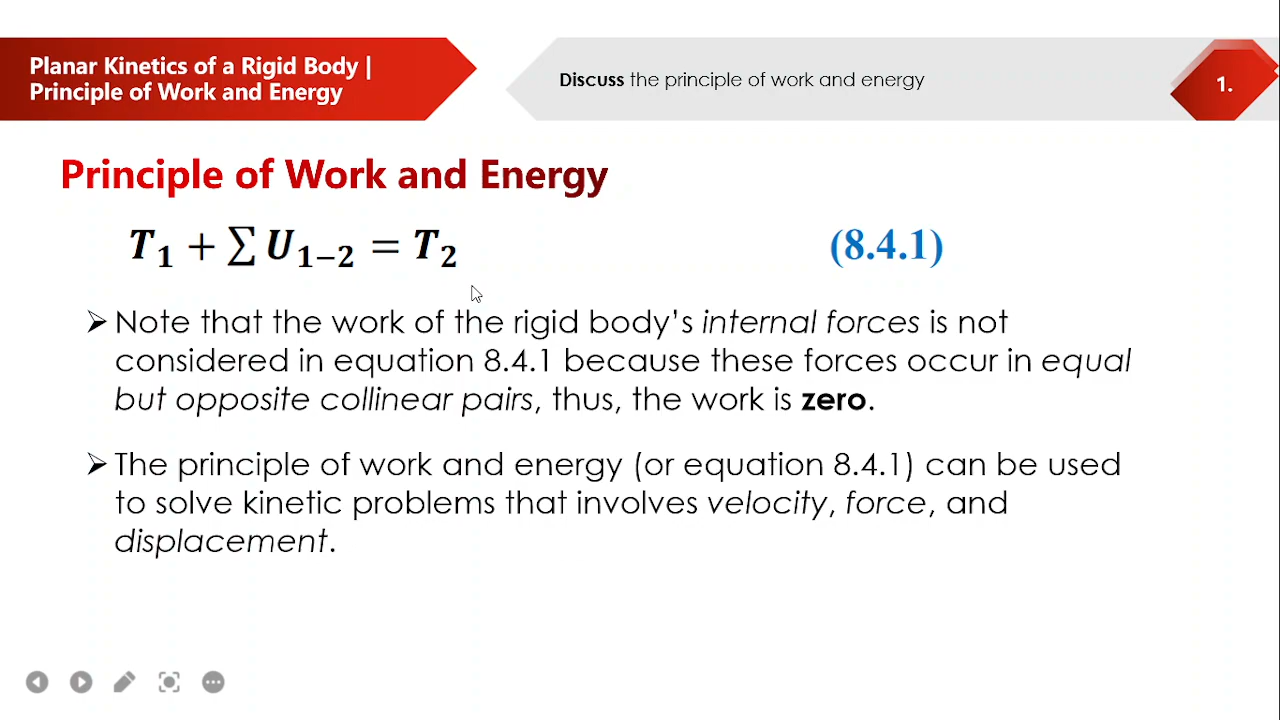 Planar Kinetics of a Rigid Body |
Principle of Work and Energy
Discuss the principle of work and energy
1.
Principle of Work and Energy
T₁ + ∑ U₁₋₂ = T₂ (8.4.1)
➢ Note that the work of the rigid body's internal forces is not
considered in equation 8.4.1 because these forces occur in equal
but opposite collinear pairs, thus, the work is zero.
➢ The principle of work and energy (or equation 8.4.1) can be used
to solve kinetic problems that involves velocity, force, and
displacement.